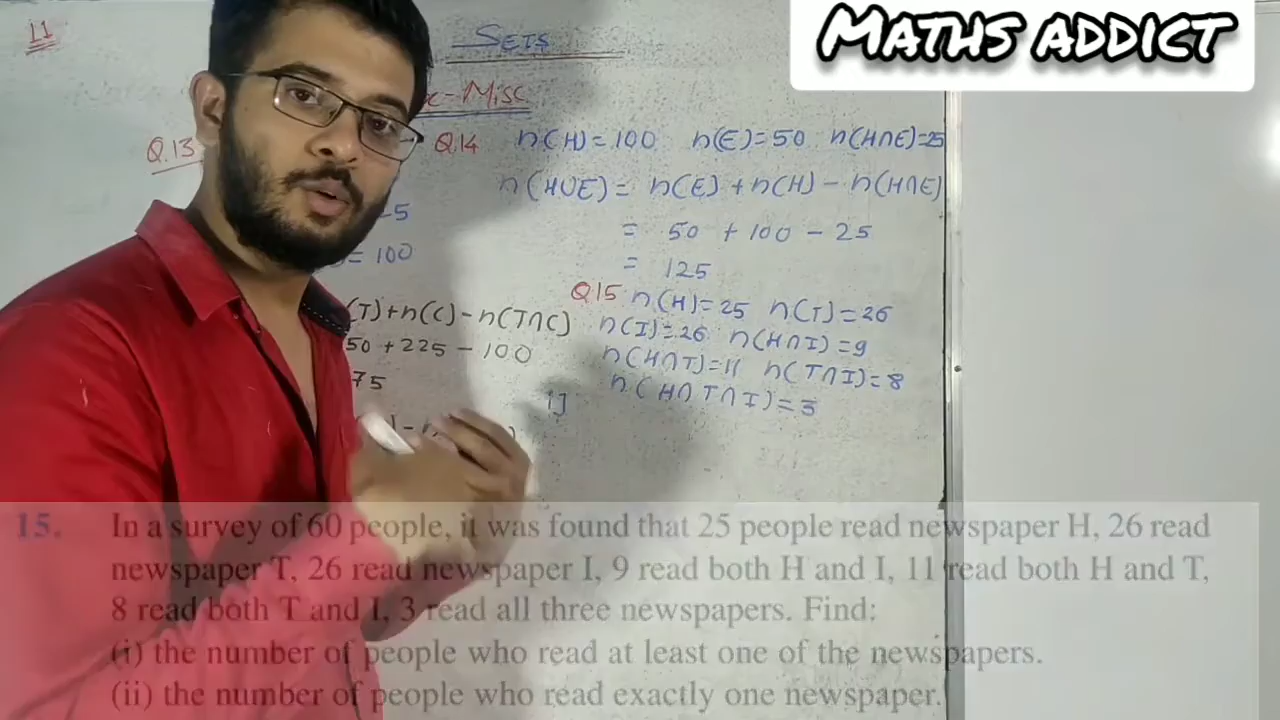 11
MATHS ADDICT
SETS
- Misc
Q.13
-5
= 100
(T)+n(C)-n(T∩C)
50 + 225 - 100
75
Q.14 n(H)=100 n(E)=50 n(H∩E)=25
n(H∪E)= n(E)+n(H)-n(H∩E)
= 50 + 100 - 25
= 125
Q15 n(H)=25 n(T)=26
n(I)=26 n(H∩I)=9
n(H∩T)=11 n(T∩I)=8
n(H∩T∩I)=3
i]
15. In a survey of 60 people, it was found that 25 people read newspaper H, 26 read
newspaper T, 26 read newspaper I, 9 read both H and I, 11 read both H and T,
8 read both T and I, 3 read all three newspapers. Find:
(i) the number of people who read at least one of the newspapers.
(ii) the number of people who read exactly one newspaper.